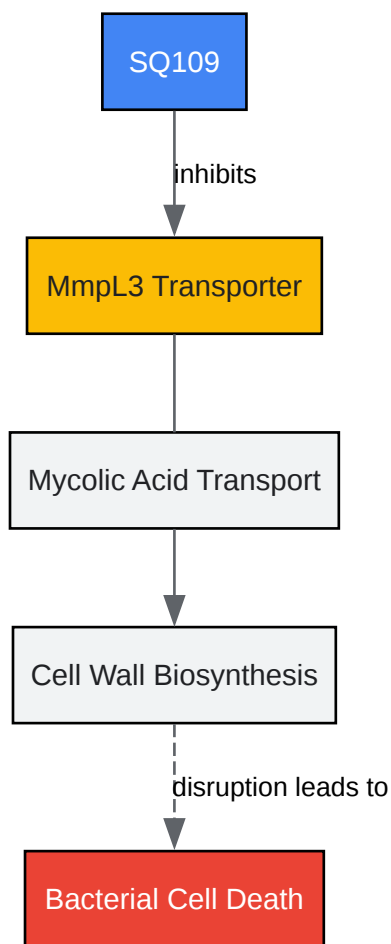 SQ109
inhibits
MmpL3 Transporter
Mycolic Acid Transport
Cell Wall Biosynthesis
disruption leads to
Bacterial Cell Death